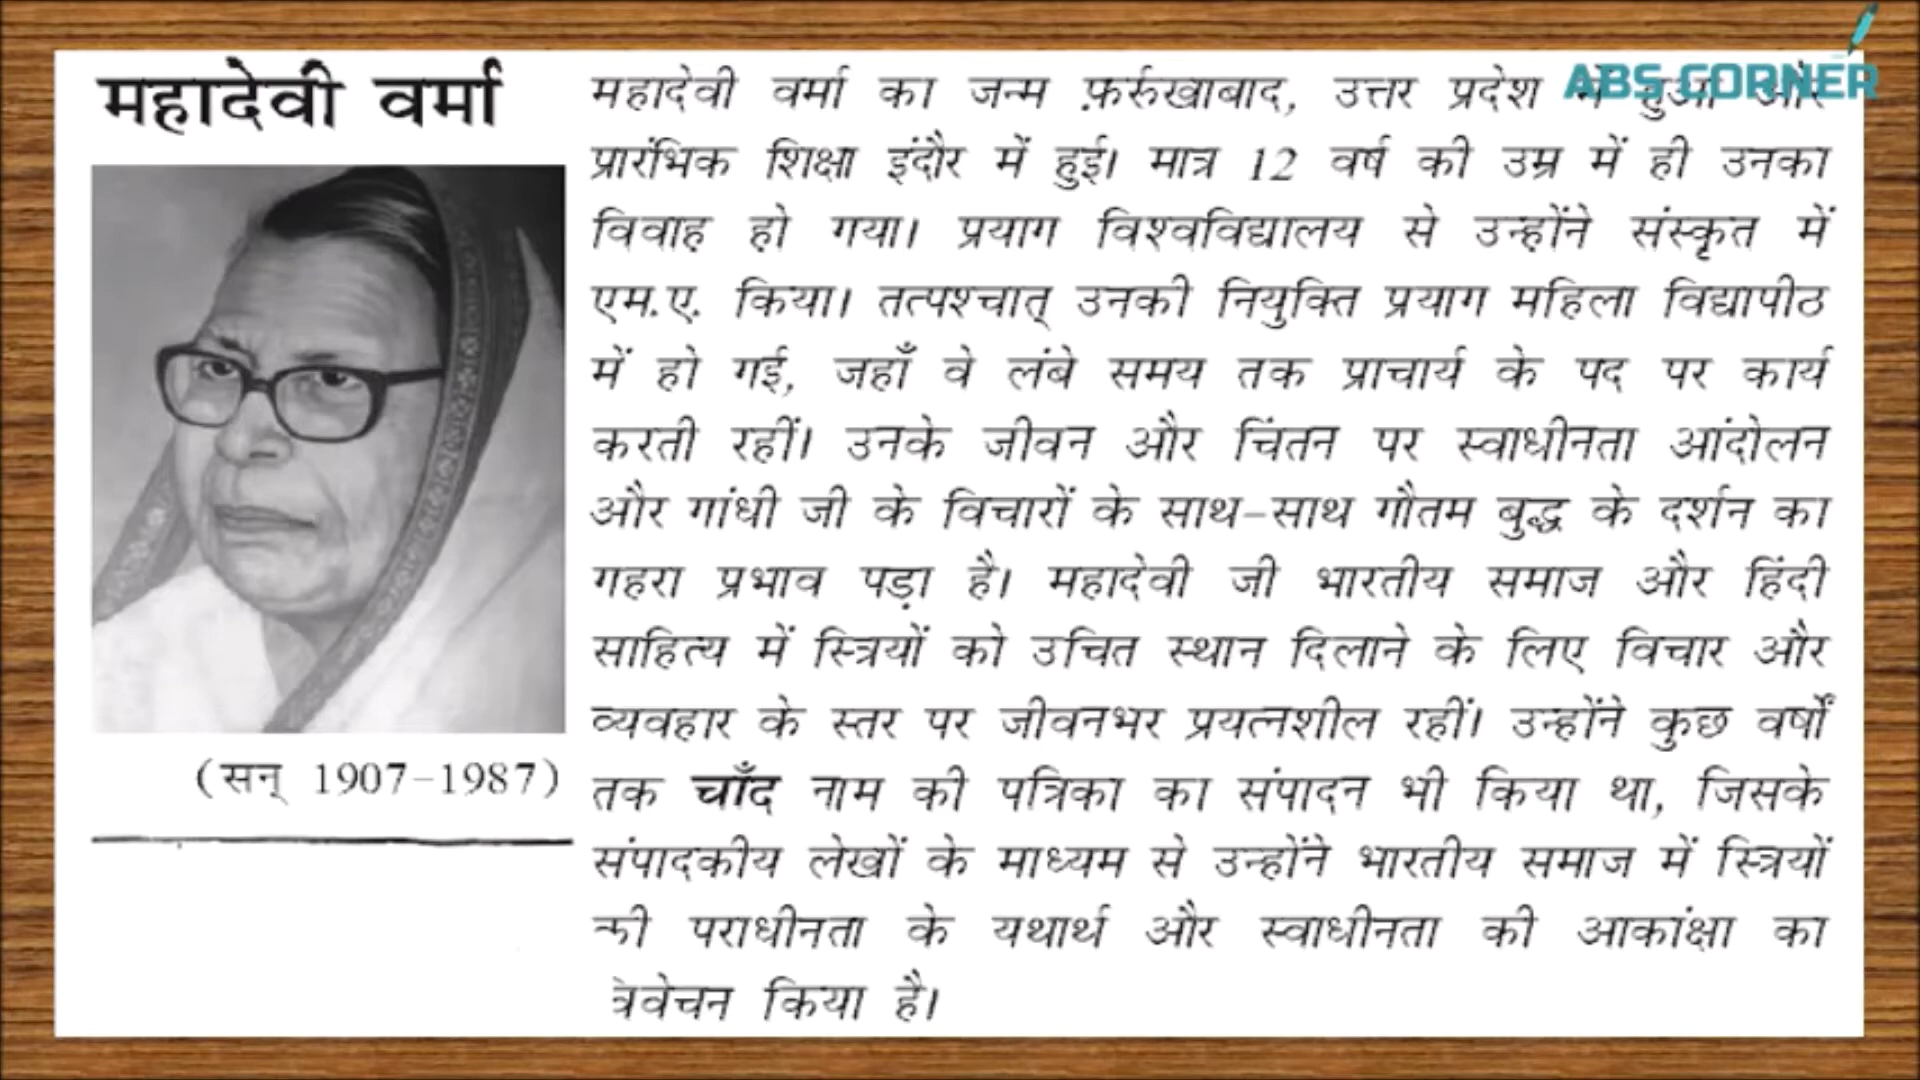 महादेवी वर्मा
(सन् 1907-1987)
ABS CORNER
महादेवी वर्मा का जन्म फ़र्रुखाबाद, उत्तर प्रदेश में हुआ और
प्रारंभिक शिक्षा इंदौर में हुई। मात्र 12 वर्ष की उम्र में ही उनका
विवाह हो गया। प्रयाग विश्वविद्यालय से उन्होंने संस्कृत में
एम.ए. किया। तत्पश्चात् उनकी नियुक्ति प्रयाग महिला विद्यापीठ
में हो गई, जहाँ वे लंबे समय तक प्राचार्य के पद पर कार्य
करती रहीं। उनके जीवन और चिंतन पर स्वाधीनता आंदोलन
और गांधी जी के विचारों के साथ-साथ गौतम बुद्ध के दर्शन का
गहरा प्रभाव पड़ा है। महादेवी जी भारतीय समाज और हिंदी
साहित्य में स्त्रियों को उचित स्थान दिलाने के लिए विचार और
व्यवहार के स्तर पर जीवनभर प्रयत्नशील रहीं। उन्होंने कुछ वर्षों
तक चाँद नाम की पत्रिका का संपादन भी किया था, जिसके
संपादकीय लेखों के माध्यम से उन्होंने भारतीय समाज में स्त्रियों
की पराधीनता के यथार्थ और स्वाधीनता की आकांक्षा का
विवेचन किया है।